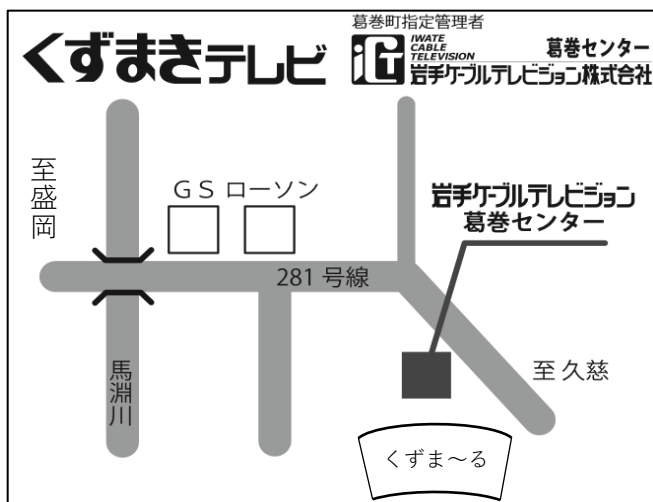 葛巻町指定管理者
くずまきテレビ
ICT
IWATE
CABLE
TELEVISION
葛巻センター
岩手ケーブルテレビジョン株式会社
至盛岡
GS ローソン
岩手ケーブルテレビジョン
葛巻センター
281号線
馬淵川
至久慈
くずま～る